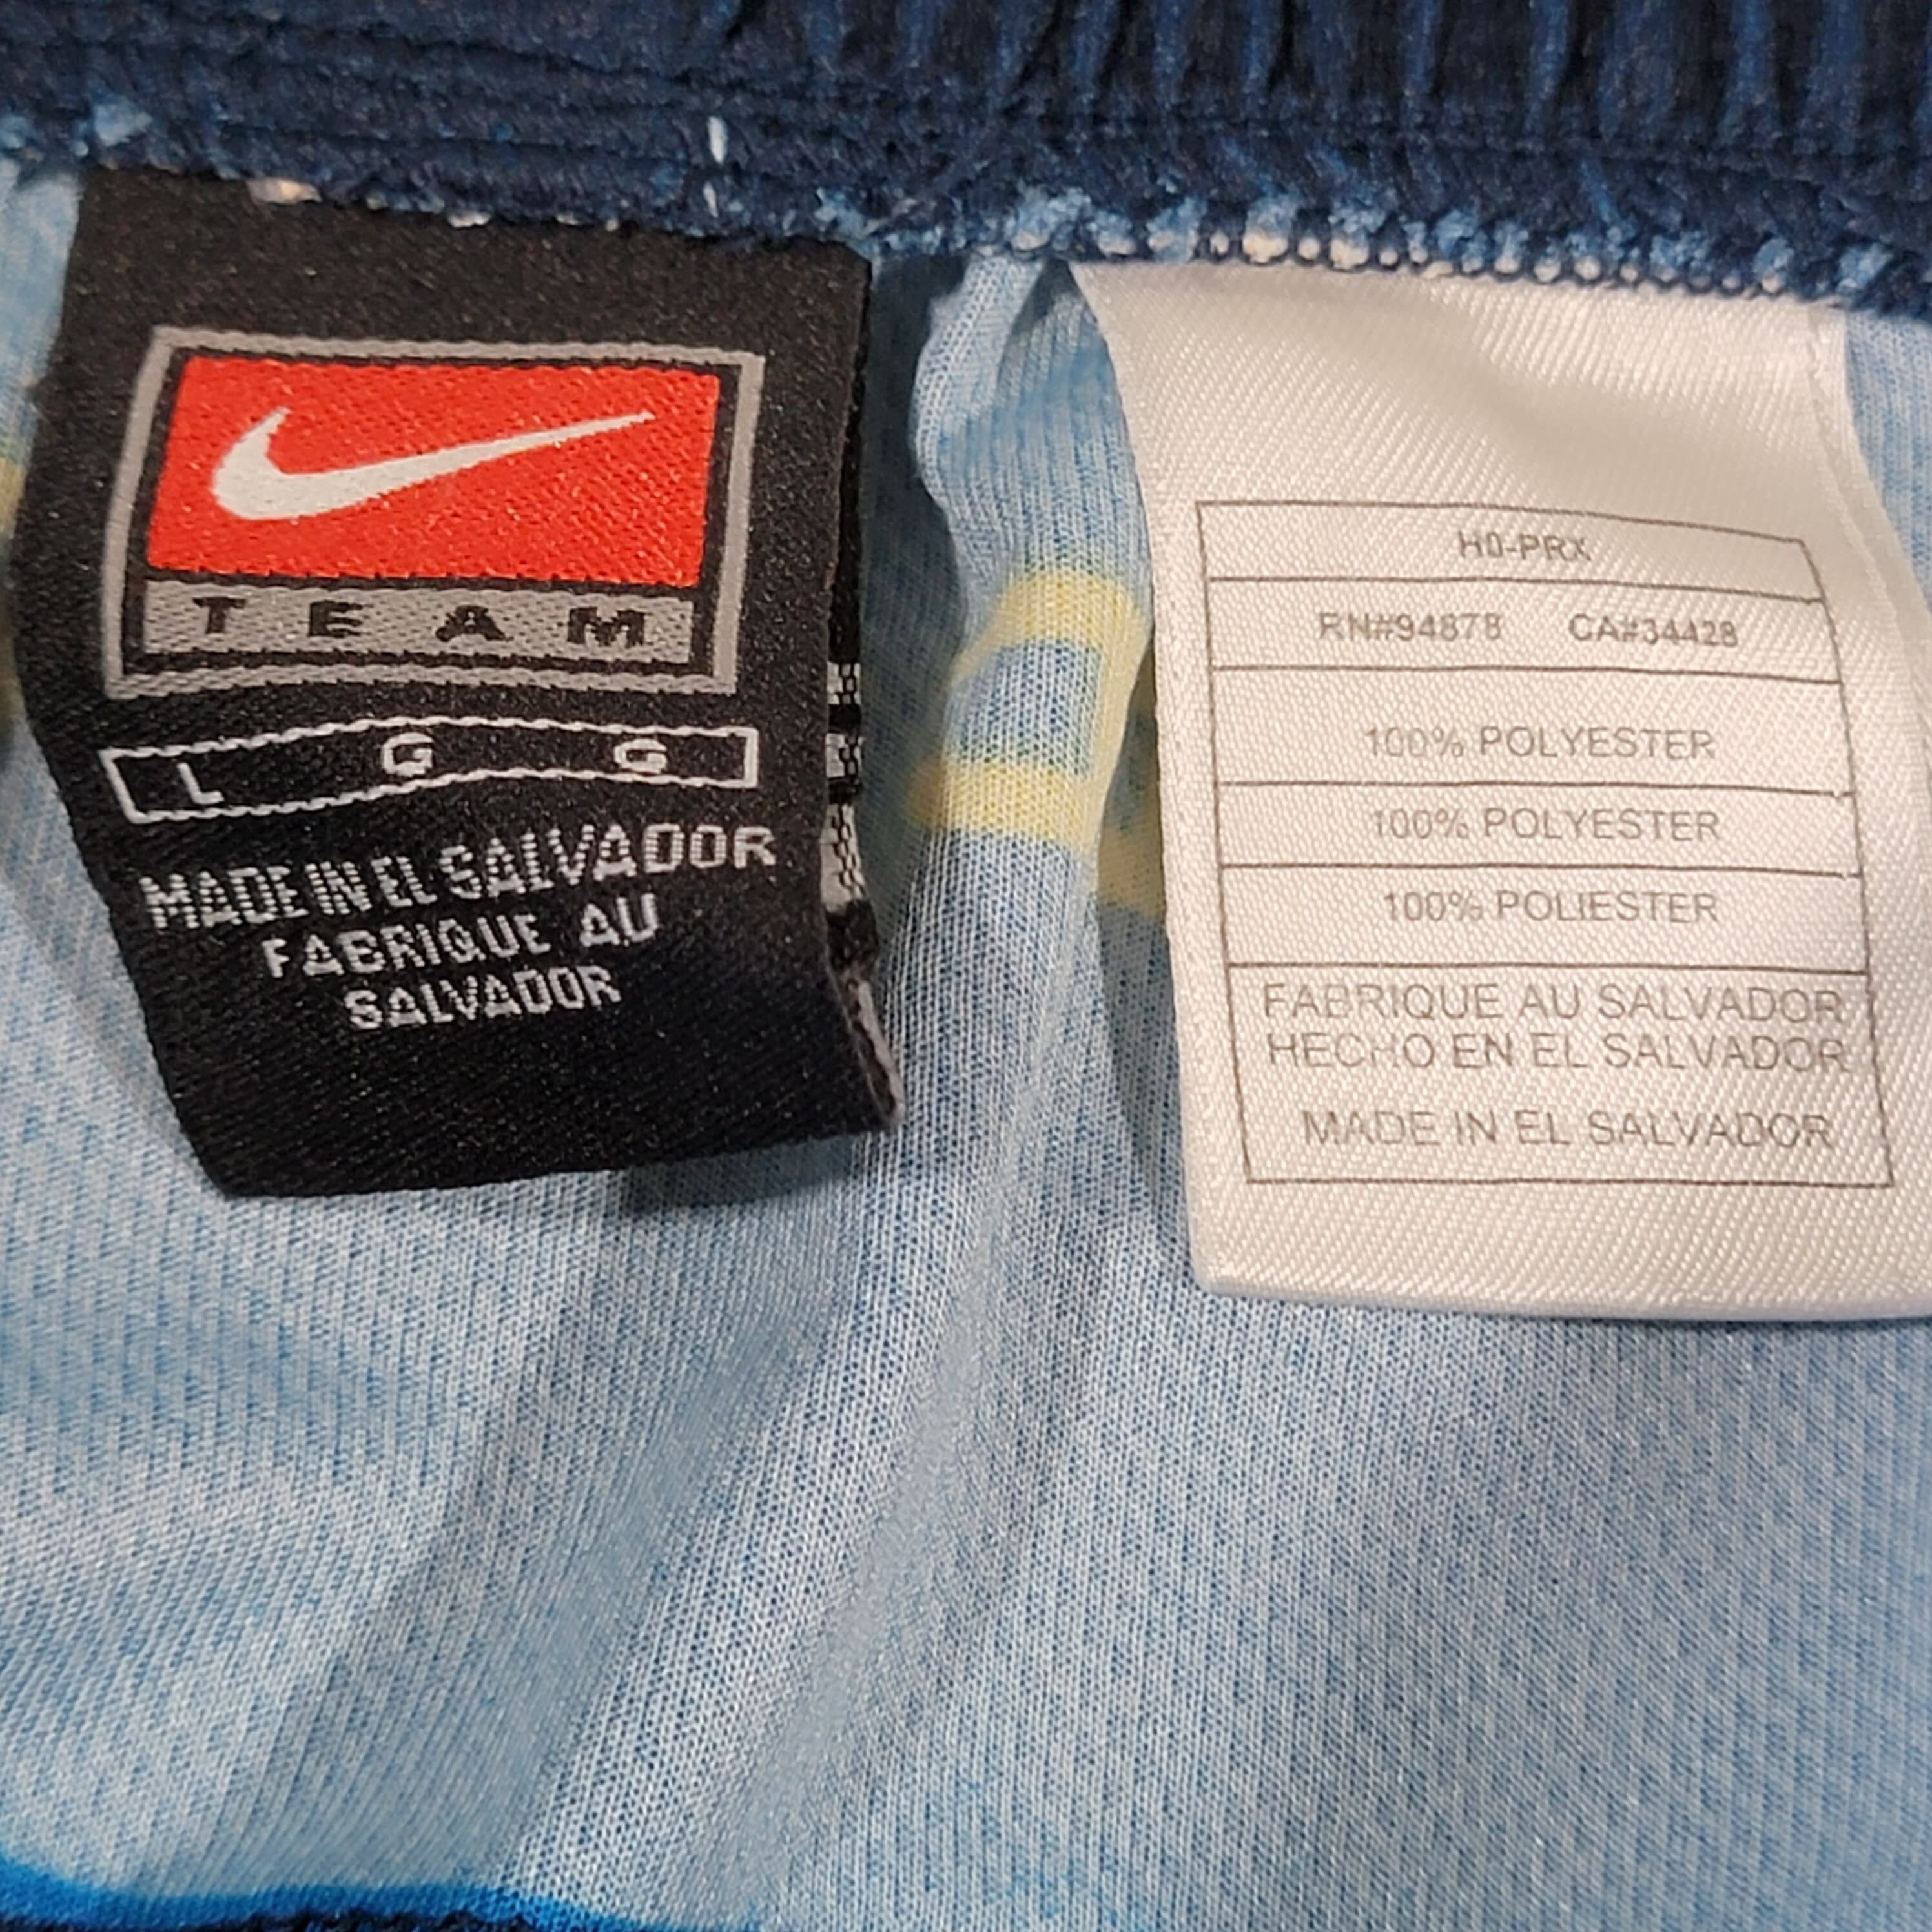 TEAM
L G G
MADE IN EL SALVADOR
FABRIQUE AU
SALVADOR
H0-PRX
RN#94878 CA#34428
100% POLYESTER
100% POLYESTER
100% POLIESTER
FABRIQUE AU SALVADOR
HECHO EN EL SALVADOR
MADE IN EL SALVADOR